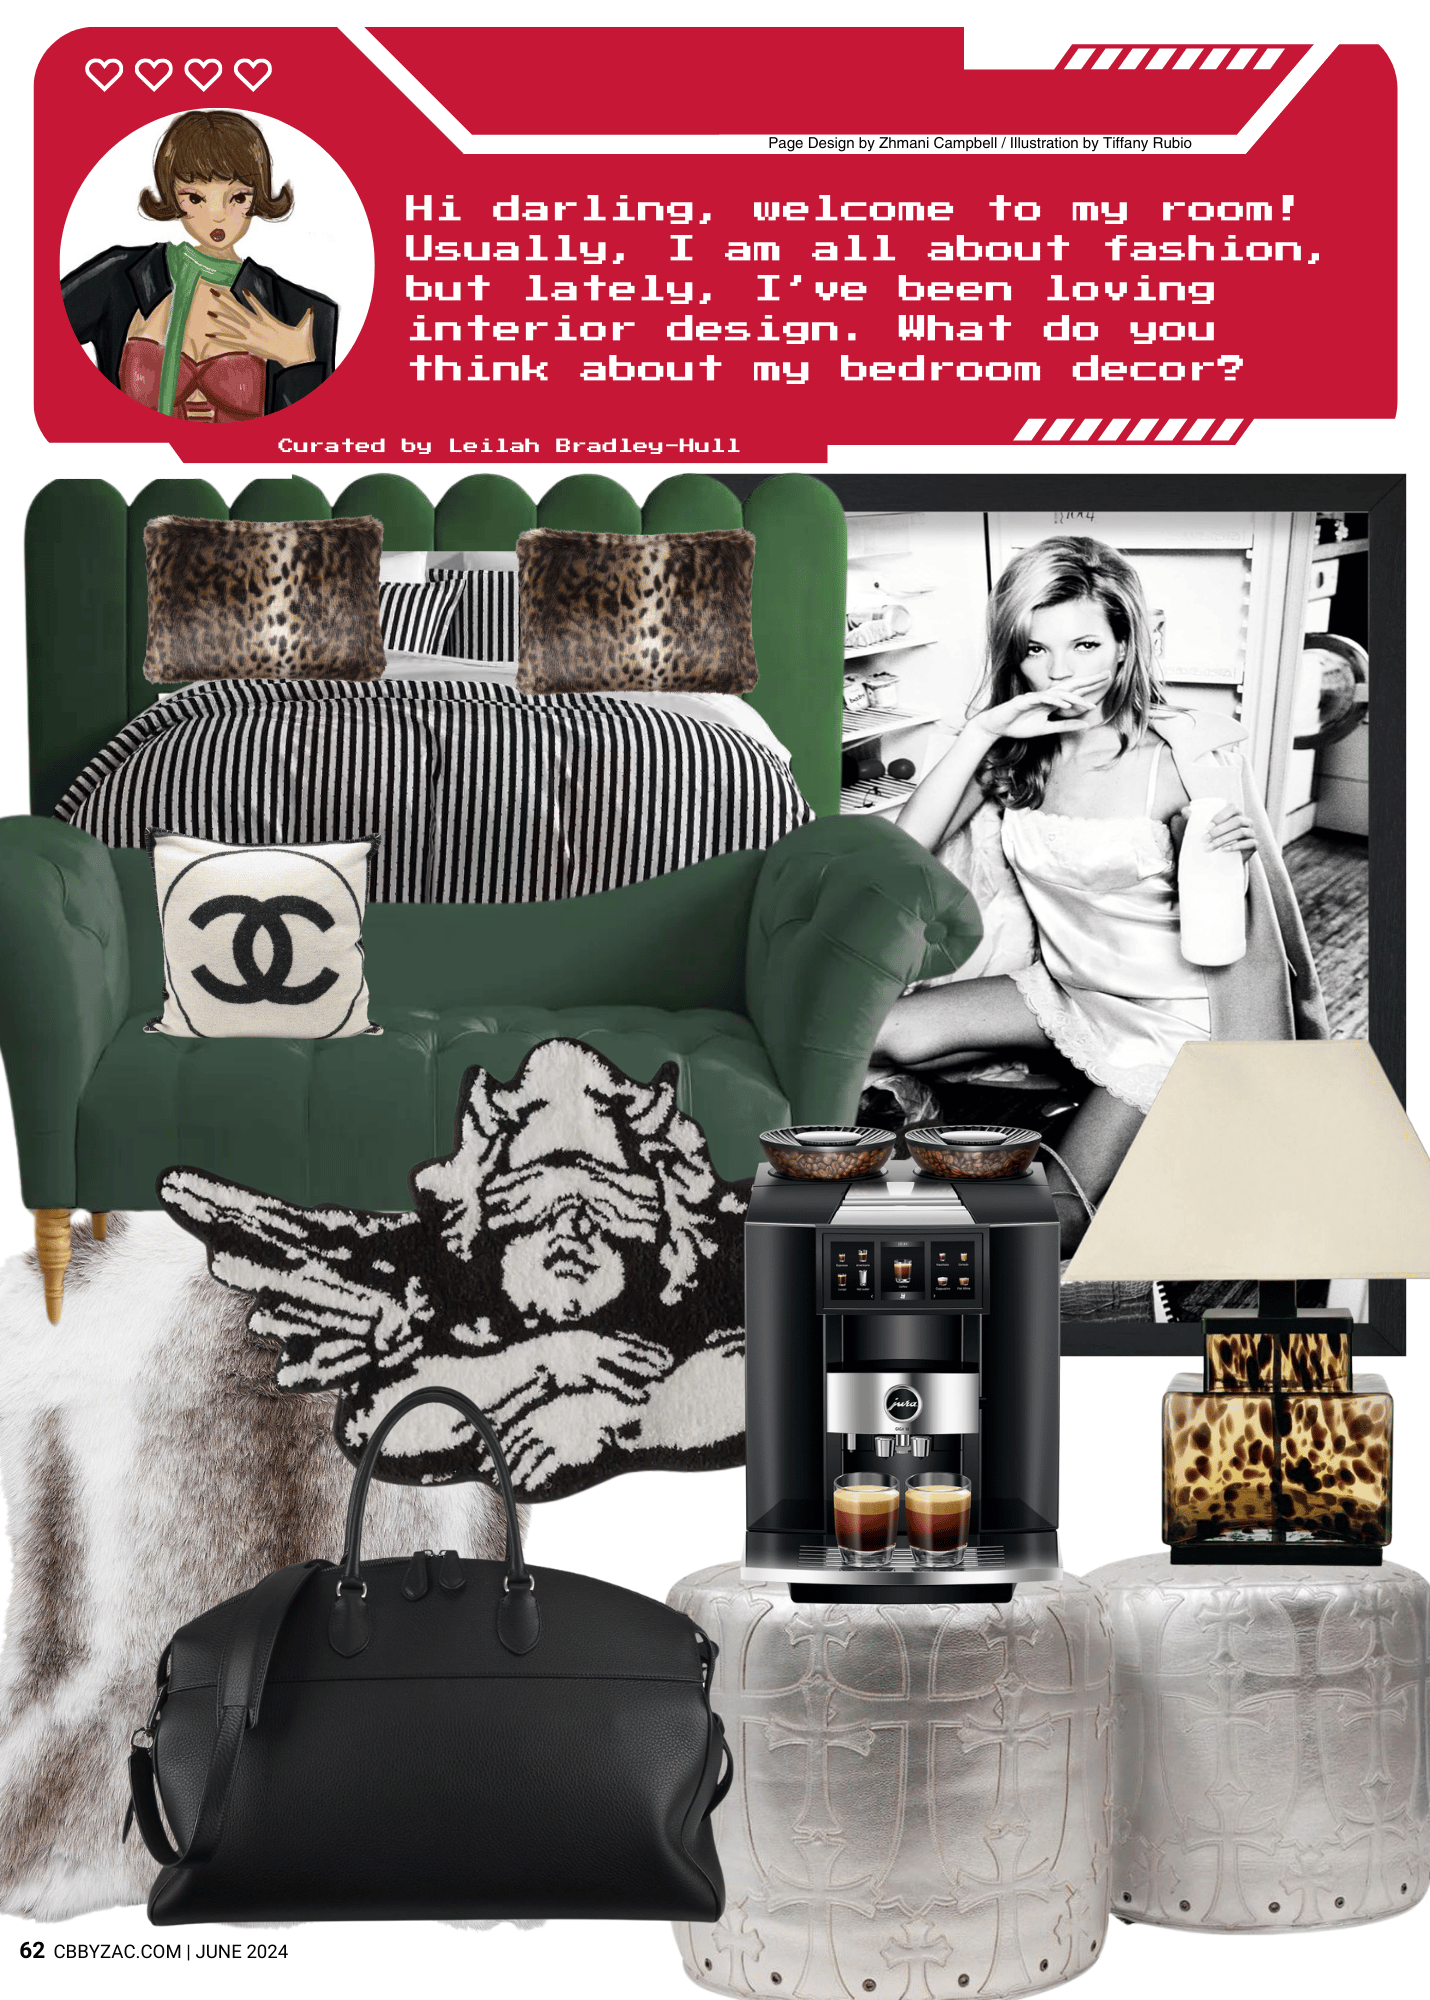 Page Design by Zhmani Campbell / Illustration by Tiffany Rubio
Hi darling, welcome to my room!
Usually, I am all about fashion,
but lately, I've been loving
interior design. What do you
think about my bedroom decor?
Curated by Leilah Bradley-Hull
jura
62 CBBYZAC.COM | JUNE 2024